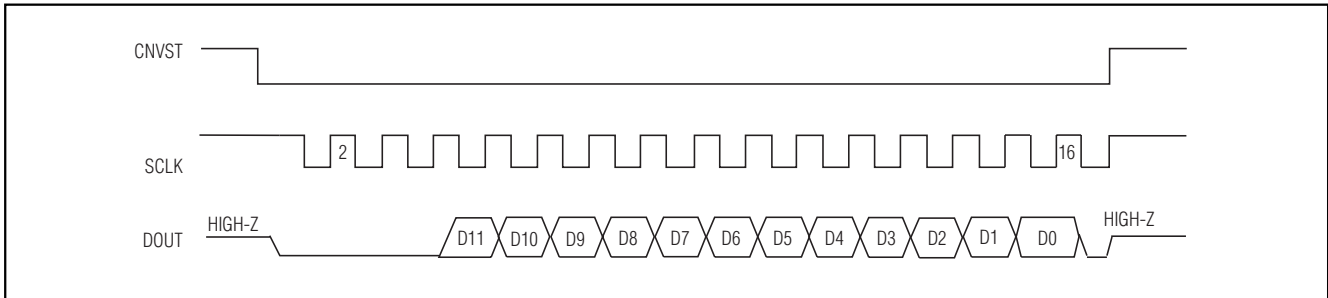 CNVST
2
16
SCLK
HIGH-Z
HIGH-Z
DOUT
D11 D10 D9 D8 D7 D6 D5 D4 D3 D2 D1 D0